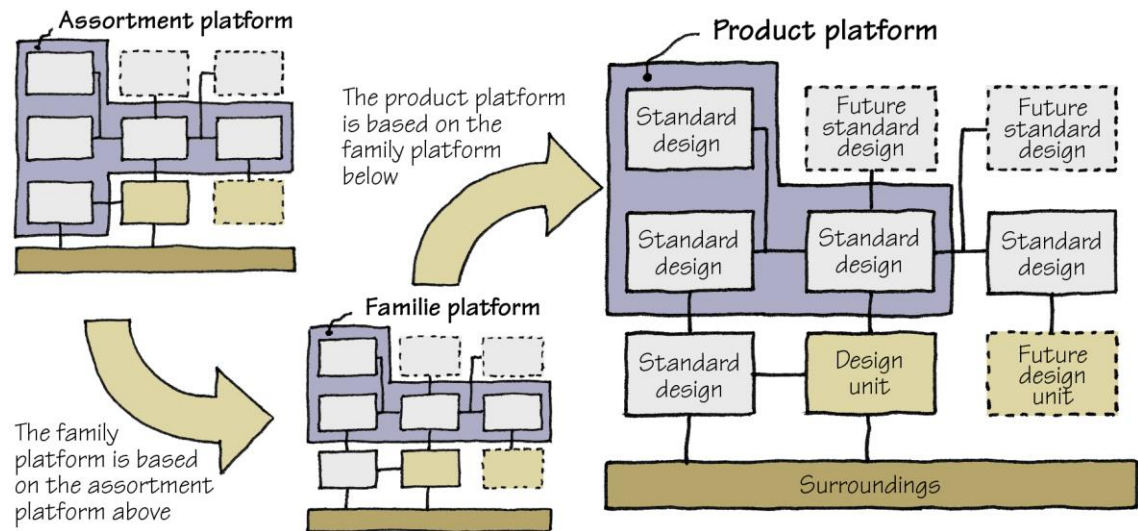 Assortment platform
The family
platform is based
on the assortment
platform above
Familie platform
The product platform
is based on the
family platform
below
Product platform
Standard
design
Future
standard
design
Future
standard
design
Standard
design
Standard
design
Standard
design
Standard
design
Design
unit
Future
design
unit
Surroundings